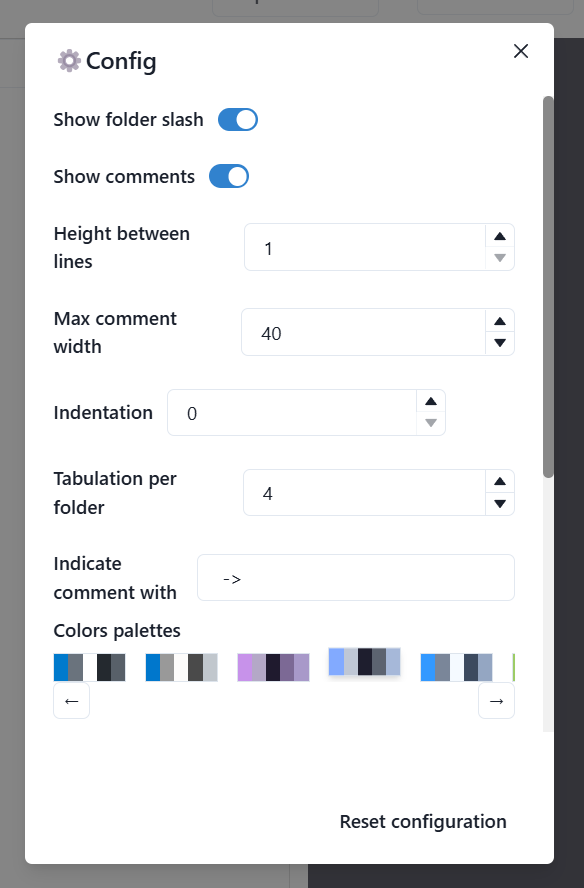 Config
Show folder slash
Show comments
Height between
lines
1
Max comment
width
40
Indentation
0
Tabulation per
folder
4
Indicate
comment with
->
Colors palettes
←
→
Reset configuration